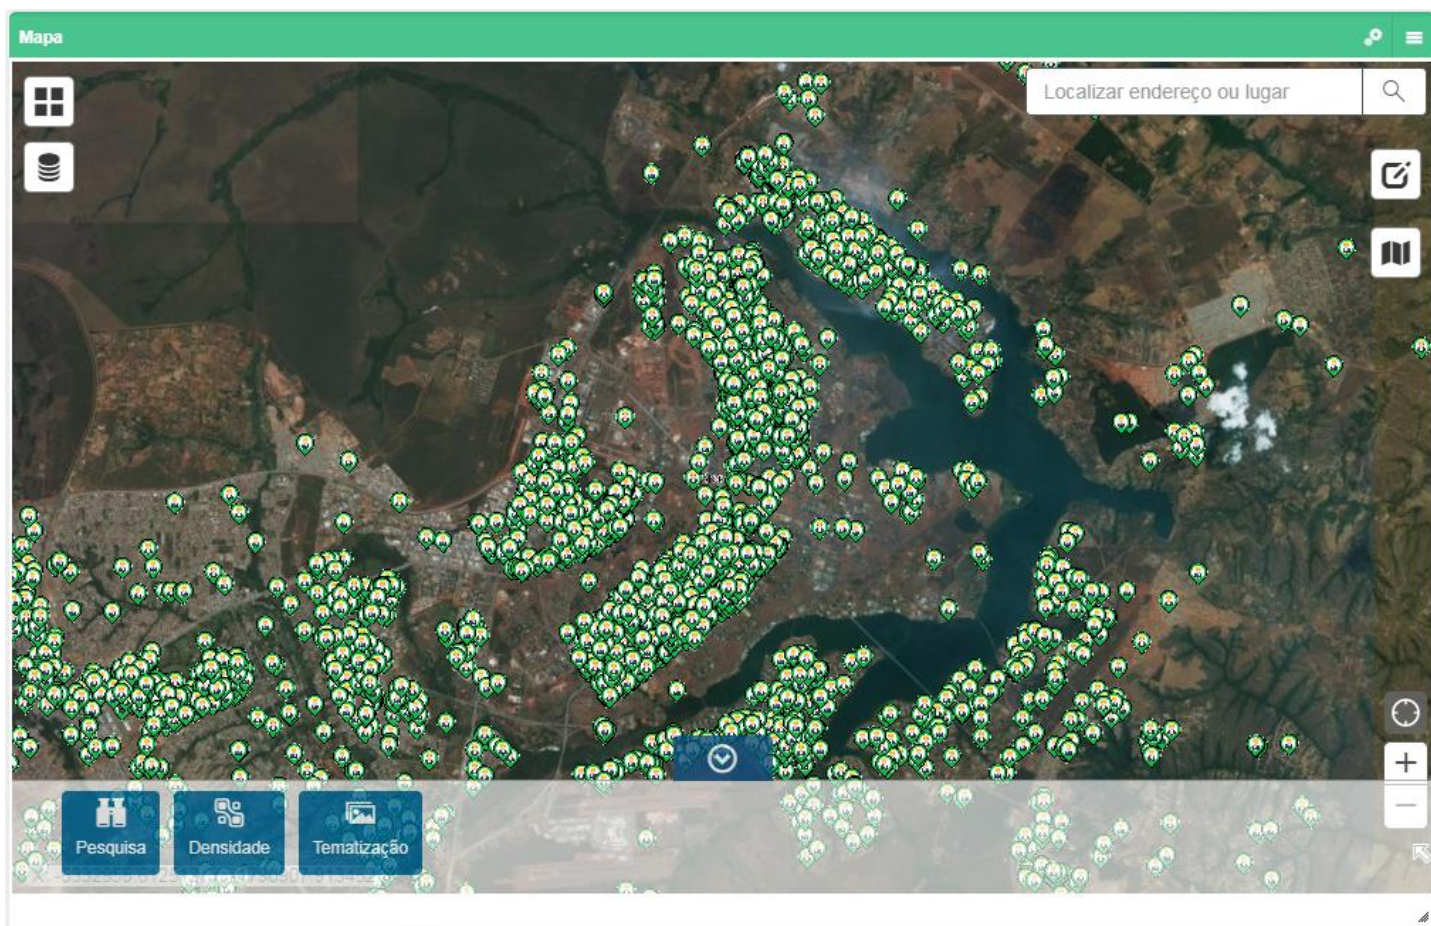 Mapa
Localizar endereço ou lugar
Pesquisa
Densidade
Tematização